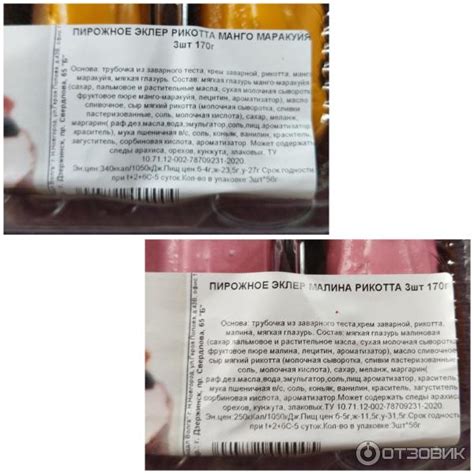 ПИРОЖНОЕ ЭКЛЕР РИКОТТА МАНГО МАРАКУЙЯ
3шт 170г
Основа: трубочка из заварного теста, крем заварной, рикотта, манго
маракуйя, мягкая глазурь. Состав: мягкая глазурь манго-маракуйя
(сахар, пальмовое и растительные масла, сухая молочная сыворотка,
фруктовое пюре манго-маракуйя, лецитин, ароматизатор), масло
сливочное, сыр мягкий рикотта (молочная сыворотка, сливки
пастеризованные, соль, молочная кислота), сахар, меланж,
маргарин( раф.дез.масла,вода,эмульгатор,соль,пищ.ароматизатор,
краситель), мука пшеничная в/с, соль, коньяк, ванилин, краситель,
загуститель, сорбиновая кислота, ароматизатор.Может содержать
следы арахиса, орехов, кунжута, злаковых. ТУ
10.71.12-002-78709231-2020.
Эн.цен 340ккал/1050кДж.Пищ цен б-4г,ж-23,5г,у-27г Срок годности
при t+2+6С-5 суток Кол-во в упаковке 3шт*56г
г. Дзержинск, пр. Свердлова, 65 "Б"
ПИРОЖНОЕ ЭКЛЕР МАЛИНА РИКОТТА 3шт 170г
Основа: трубочка из заварного теста,крем заварной, рикотта,
малина, мягкая глазурь. Состав: мягкая глазурь малиновая
(сахар,пальмовое и растительное масло, сухая молочная сыворотка,
фруктовое пюре малина, лецитин, ароматизатор), масло сливочное,
сыр мягкий рикотта (молочная сыворотка, сливки пастеризованные,
соль, молочная кислота), сахар, меланж, маргарин(
раф.дез.масла,вода,эмульгатор,соль,пищ.ароматизатор, краситель),
мука пшеничная в/с, соль, коньяк, ванилин, краситель, загуститель,
сорбиновая кислота, ароматизатор.Может содержать следы арахиса,
орехов, кунжута, злаковых.ТУ 10.71.12-002-78709231-2020.
Эн.цен 250кКал/1050кДж.Пищ цен б-5г,ж-11,5г,у-31,5г Срок годности
при t+2+6С-5 суток.Кол-во в упаковке 3шт*56г
г. Дзержинск, пр. Свердлова, 65 "Б"
ОТЗОВИК